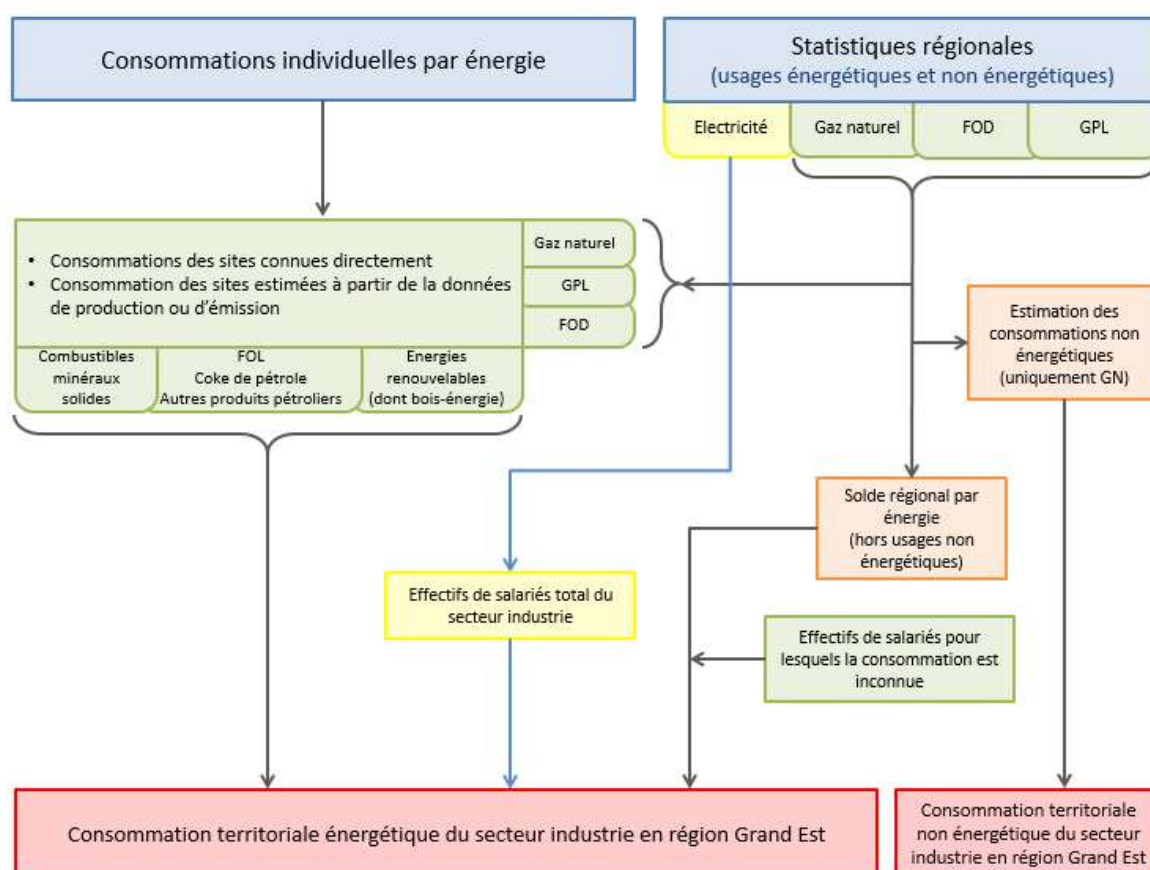 Consommations individuelles par énergie
Statistiques régionales
(usages énergétiques et non énergétiques)
Electricité
Gaz naturel
FOD
GPL
• Consommations des sites connues directement
• Consommation des sites estimées à partir de la données
de production ou d'émission
Gaz naturel
GPL
FOD
Combustibles
minéraux
solides
FOL
Coke de pétrole
Autres produits pétroliers
Energies
renouvelables
(dont bois-énergie)
Estimation des
consommations non
énergétiques
(uniquement GN)
Solde régional par
énergie
(hors usages non
énergétiques)
Effectifs de salariés total du
secteur industrie
Effectifs de salariés pour
lesquels la consommation est
inconnue
Consommation territoriale énergétique du secteur industrie en région Grand Est
Consommation territoriale
non énergétique du secteur
industrie en région Grand Est